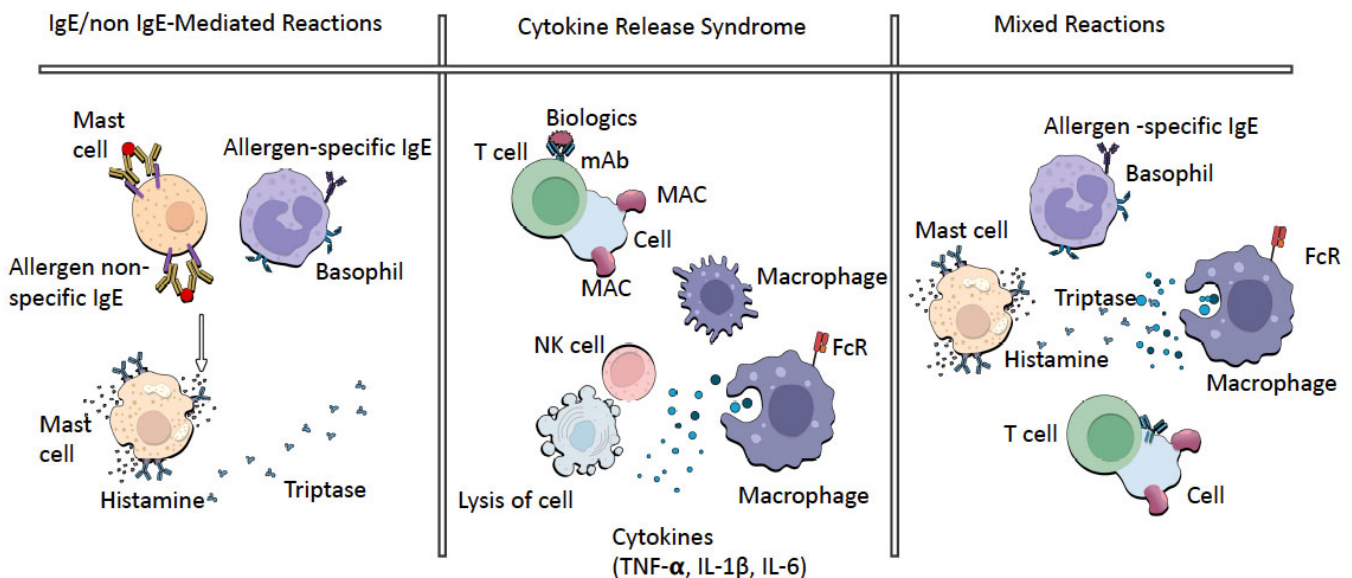 IgE/non IgE-Mediated Reactions
Mast
cell
Allergen-specific IgE
Allergen non-
specific IgE
Basophil
Mast
cell
Histamine
Triptase
Cytokine Release Syndrome
Biologics
T cell
mAb
MAC
Cell
MAC
Macrophage
NK cell
FcR
Lysis of cell
Macrophage
Cytokines
(TNF-α, IL-1β, IL-6)
Mixed Reactions
Allergen -specific IgE
Basophil
Mast cell
FcR
Triptase
Histamine
Macrophage
T cell
Cell